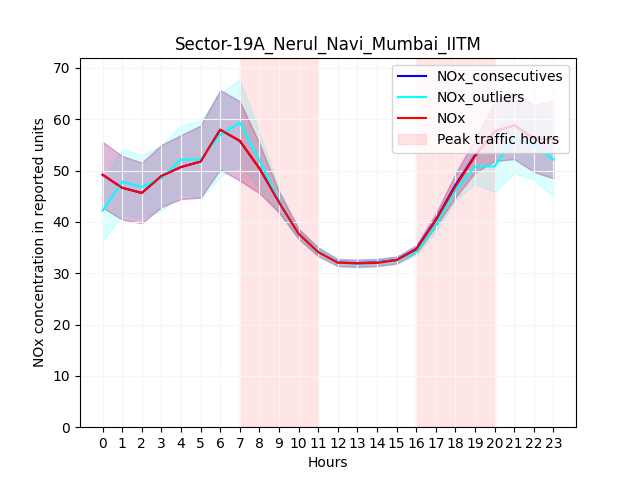 Sector-19A_Nerul_Navi_Mumbai_IITM
NOx_consecutives
NOx_outliers
NOx
Peak traffic hours
NOx concentration in reported units
70
60
50
40
30
20
10
0
0 1 2 3 4 5 6 7 8 9 10 11 12 13 14 15 16 17 18 19 20 21 22 23
Hours